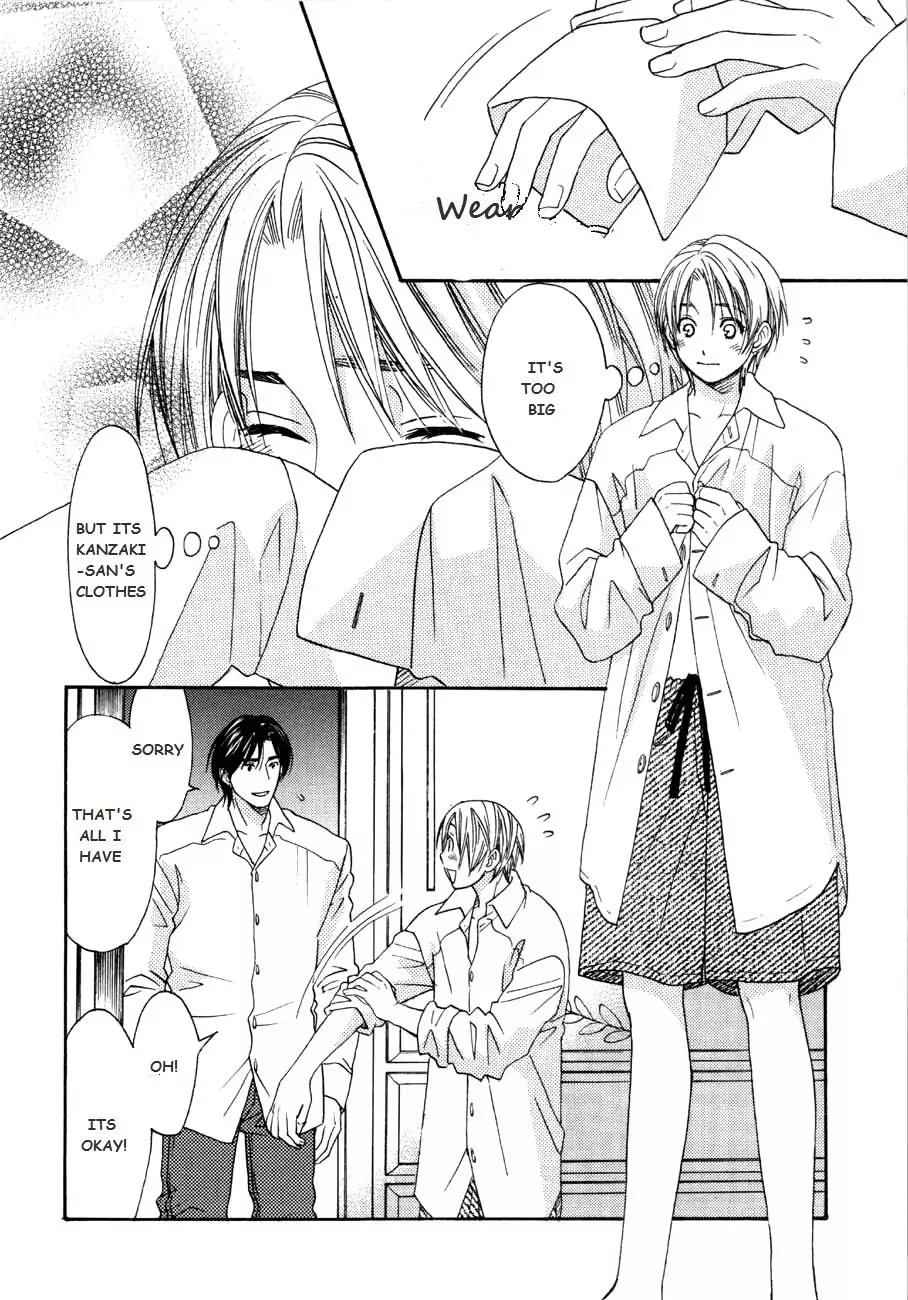 Wear
IT'S
TOO
BIG
BUT ITS
KANZAKI
-SAN'S
CLOTHES
SORRY
THAT'S
ALL I
HAVE
OH!
ITS
OKAY!